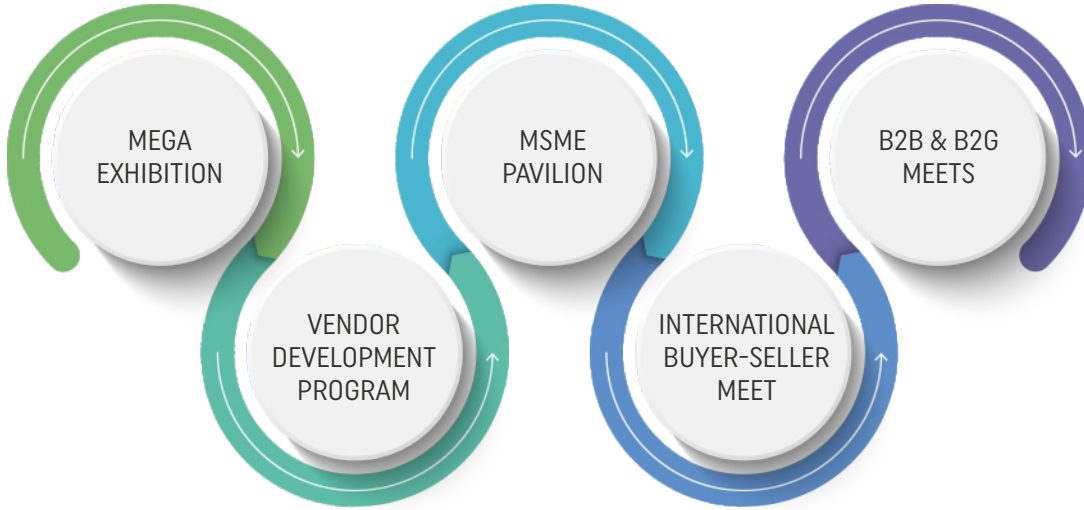 MEGA
EXHIBITION
VENDOR
DEVELOPMENT
PROGRAM
MSME
PAVILION
INTERNATIONAL
BUYER-SELLER
MEET
B2B & B2G
MEETS